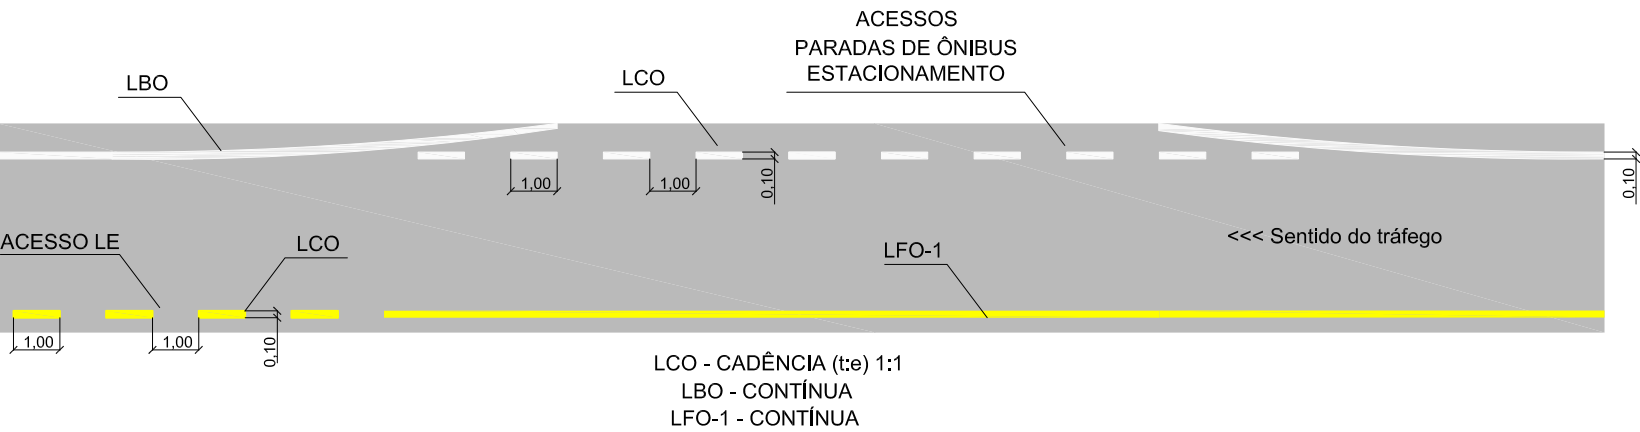 ACESSOS
PARADAS DE ÔNIBUS
ESTACIONAMENTO
LBO
LCO
1,00
1,00
0,10
0,10
ACESSO LE
LCO
LFO-1
<<< Sentido do tráfego
1,00
1,00
0,10
LCO - CADÊNCIA (t:e) 1:1
LBO - CONTÍNUA
LFO-1 - CONTÍNUA